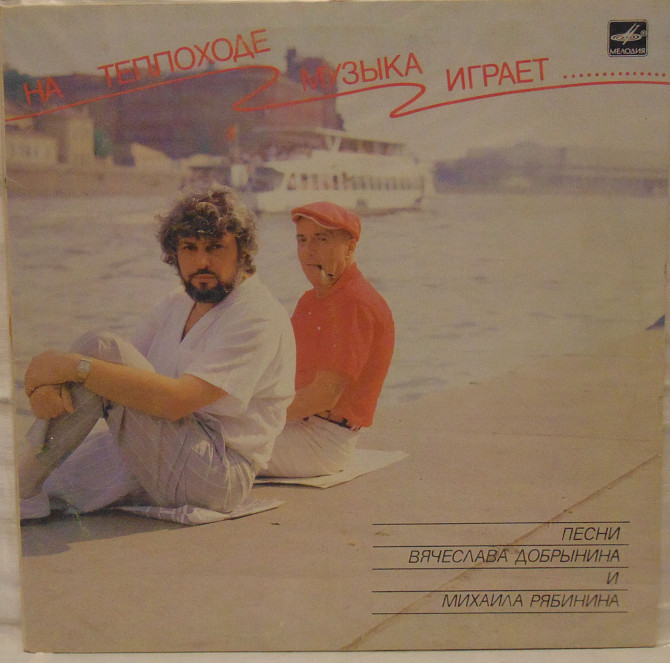 НА ТЕПЛОХОДЕ МУЗЫКА ИГРАЕТ..............
МЕЛОДИЯ
ПЕСНИ
ВЯЧЕСЛАВА ДОБРЫНИНА
И
МИХАИЛА РЯБИНИНА